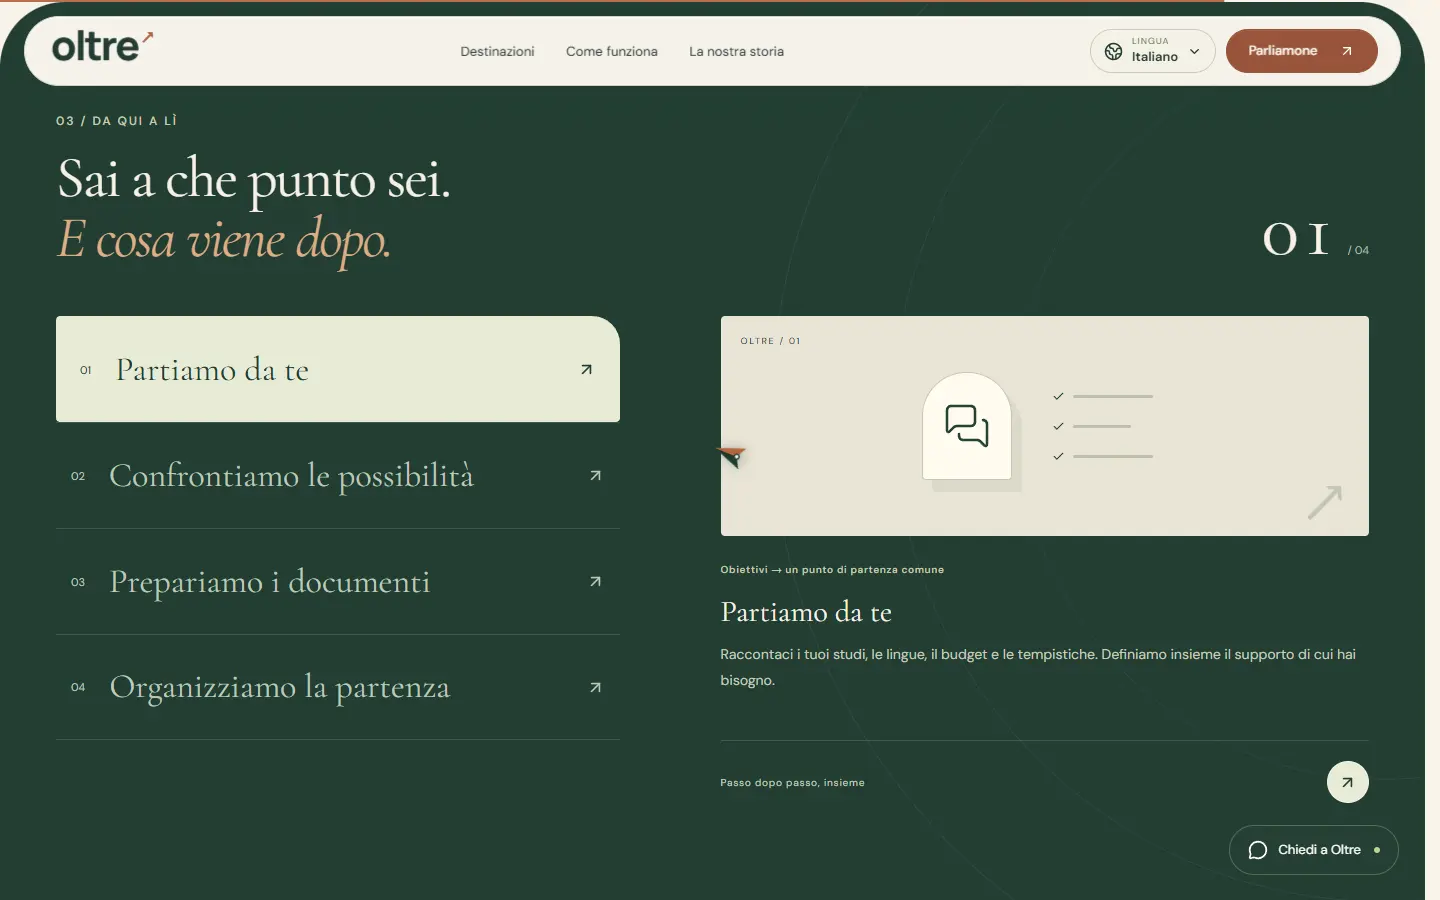 oltre
Destinazioni
Come funziona
La nostra storia
LINGUA
Italiano
Parliamone
03 / DA QUI A LÌ
Sai a che punto sei.
E cosa viene dopo.
01 / 04
01 Partiamo da te
02 Confrontiamo le possibilità
03 Prepariamo i documenti
04 Organizziamo la partenza
OLTRE / 01
Obiettivi → un punto di partenza comune
Partiamo da te
Raccontaci i tuoi studi, le lingue, il budget e le tempistiche. Definiamo insieme il supporto di cui hai
bisogno.
Passo dopo passo, insieme
Chiedi a Oltre